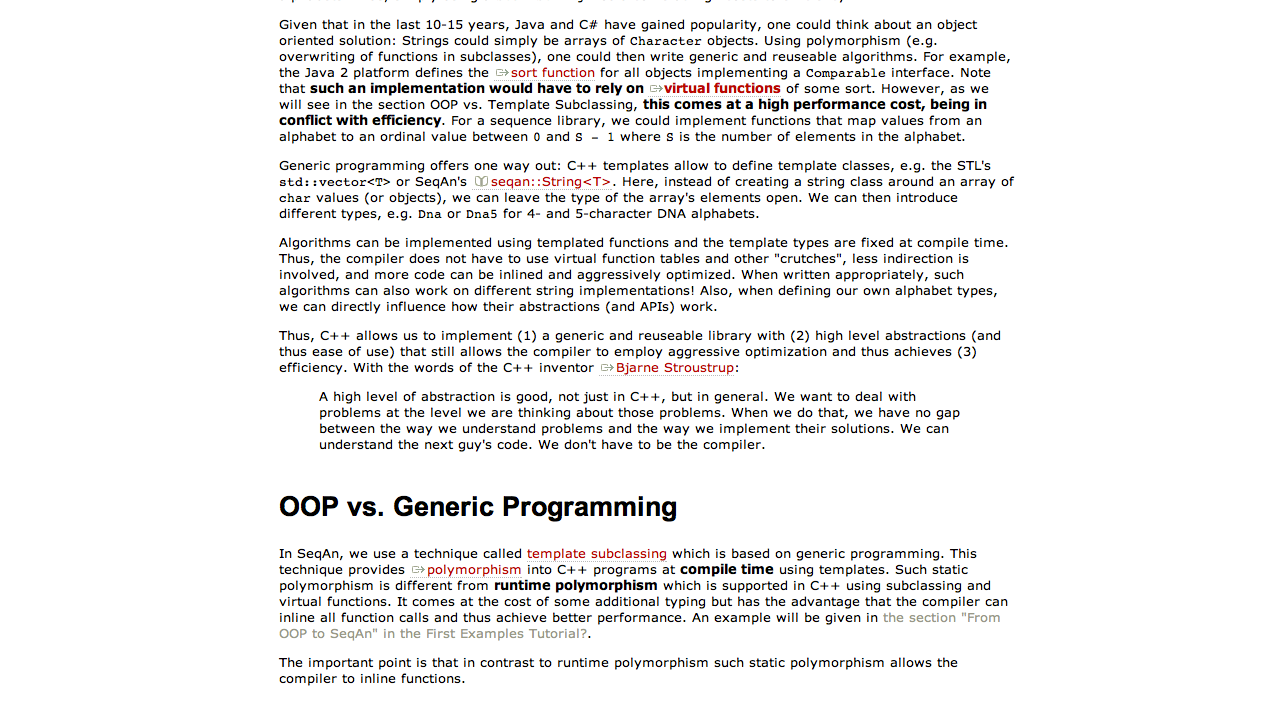 Given that in the last 10-15 years, Java and C# have gained popularity, one could think about an object
oriented solution: Strings could simply be arrays of Character objects. Using polymorphism (e.g.
overwriting of functions in subclasses), one could then write generic and reuseable algorithms. For example,
the Java 2 platform defines the sort function for all objects implementing a Comparable interface. Note
that such an implementation would have to rely on virtual functions of some sort. However, as we
will see in the section OOP vs. Template Subclassing, this comes at a high performance cost, being in
conflict with efficiency. For a sequence library, we could implement functions that map values from an
alphabet to an ordinal value between 0 and S - 1 where S is the number of elements in the alphabet.
Generic programming offers one way out: C++ templates allow to define template classes, e.g. the STL's
std::vector<T> or SeqAn's seqan::String<T>. Here, instead of creating a string class around an array of
char values (or objects), we can leave the type of the array's elements open. We can then introduce
different types, e.g. Dna or Dna5 for 4- and 5-character DNA alphabets.
Algorithms can be implemented using templated functions and the template types are fixed at compile time.
Thus, the compiler does not have to use virtual function tables and other "crutches", less indirection is
involved, and more code can be inlined and aggressively optimized. When written appropriately, such
algorithms can also work on different string implementations! Also, when defining our own alphabet types,
we can directly influence how their abstractions (and APIs) work.
Thus, C++ allows us to implement (1) a generic and reuseable library with (2) high level abstractions (and
thus ease of use) that still allows the compiler to employ aggressive optimization and thus achieves (3)
efficiency. With the words of the C++ inventor Bjarne Stroustrup:
A high level of abstraction is good, not just in C++, but in general. We want to deal with
problems at the level we are thinking about those problems. When we do that, we have no gap
between the way we understand problems and the way we implement their solutions. We can
understand the next guy's code. We don't have to be the compiler.
OOP vs. Generic Programming
In SeqAn, we use a technique called template subclassing which is based on generic programming. This
technique provides polymorphism into C++ programs at compile time using templates. Such static
polymorphism is different from runtime polymorphism which is supported in C++ using subclassing and
virtual functions. It comes at the cost of some additional typing but has the advantage that the compiler can
inline all function calls and thus achieve better performance. An example will be given in the section "From
OOP to SeqAn" in the First Examples Tutorial?.
The important point is that in contrast to runtime polymorphism such static polymorphism allows the
compiler to inline functions.